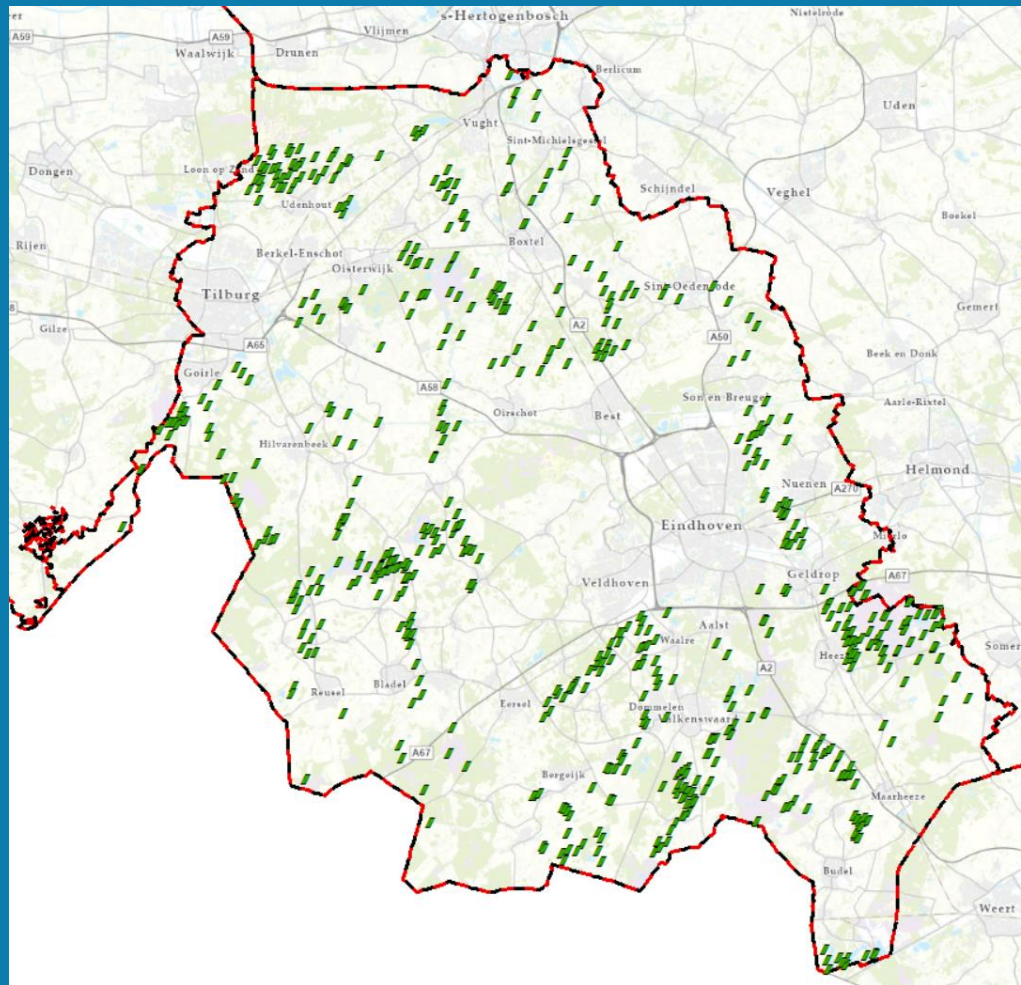 's-Hertogenbosch
Nistelrode
A59
A59
Vlijmen
Waalwijk
Drunen
Berlicum
Uden
Vught
Sint-Michielsgestel
Dongen
Loon op Zand
Schijndel
Veghel
Udenhout
Boekel
Rijen
Berkel-Enschot
Boxtel
Oisterwijk
Tilburg
Sint-Oedenrode
Gemert
Gilze
A2
A50
A65
Beek en Donk
Goirle
A58
Son en Breugel
Aarle-Rixtel
Oirschot
Best
Hilvarenbeek
Helmond
Nuenen
A270
Eindhoven
Mierlo
Veldhoven
Geldrop
A67
Aalst
Waalre
Somer
Heeze
A2
Reusel
Bladel
Eersel
Dommelen
Valkenswaard
A67
Bergeijk
Maarheeze
Budel
Weert